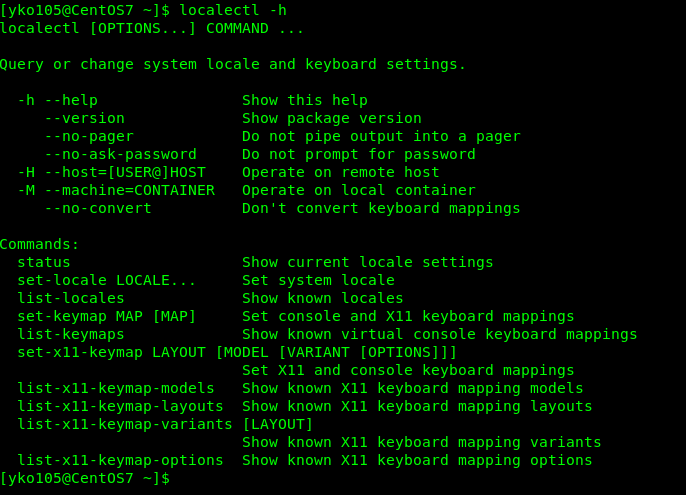 [yko105@CentOS7 ~]$ localectl -h
localectl [OPTIONS...] COMMAND ...

Query or change system locale and keyboard settings.

  -h --help                Show this help
     --version             Show package version
     --no-pager            Do not pipe output into a pager
     --no-ask-password     Do not prompt for password
  -H --host=[USER@]HOST    Operate on remote host
  -M --machine=CONTAINER   Operate on local container
     --no-convert          Don't convert keyboard mappings

Commands:
  status                   Show current locale settings
  set-locale LOCALE...     Set system locale
  list-locales             Show known locales
  set-keymap MAP [MAP]     Set console and X11 keyboard mappings
  list-keymaps             Show known virtual console keyboard mappings
  set-x11-keymap LAYOUT [MODEL [VARIANT [OPTIONS]]]
                           Set X11 and console keyboard mappings
  list-x11-keymap-models   Show known X11 keyboard mapping models
  list-x11-keymap-layouts  Show known X11 keyboard mapping layouts
  list-x11-keymap-variants [LAYOUT]
                           Show known X11 keyboard mapping variants
  list-x11-keymap-options  Show known X11 keyboard mapping options
[yko105@CentOS7 ~]$